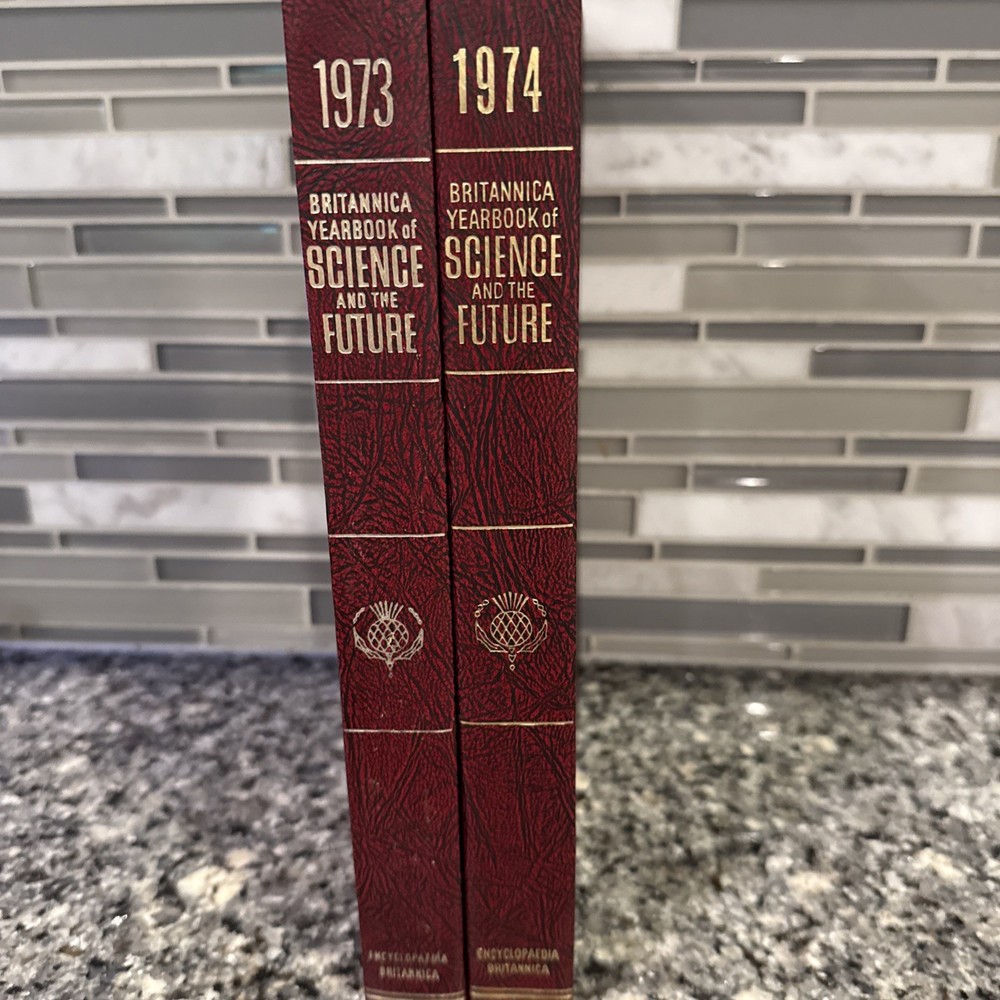 1973
BRITANNICA
YEARBOOK of
SCIENCE
AND THE
FUTURE
ENCYCLOPAEDIA
BRITANNICA
1974
BRITANNICA
YEARBOOK of
SCIENCE
AND THE
FUTURE
ENCYCLOPAEDIA
BRITANNICA